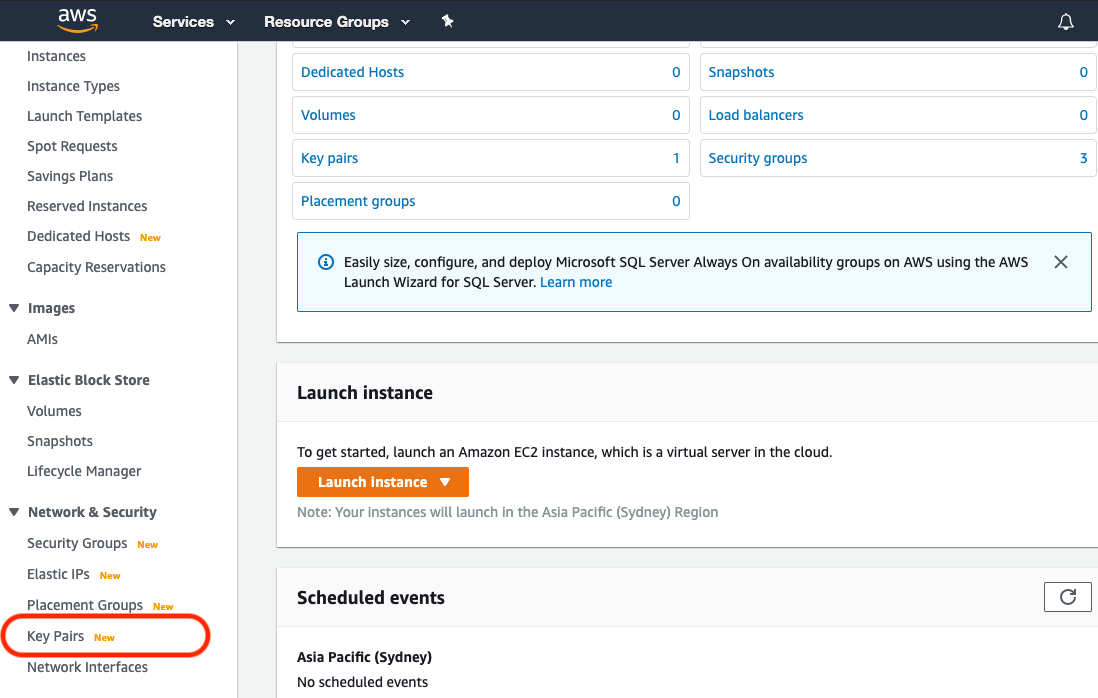 aws
Services
Resource Groups
Instances
Instance Types
Launch Templates
Spot Requests
Savings Plans
Reserved Instances
Dedicated Hosts New
Capacity Reservations
Images
AMIs
Elastic Block Store
Volumes
Snapshots
Lifecycle Manager
Network & Security
Security Groups New
Elastic IPs New
Placement Groups New
Key Pairs New
Network Interfaces
Dedicated Hosts 0
Snapshots 0
Volumes 0
Load balancers 0
Key pairs 1
Security groups 3
Placement groups 0
Easily size, configure, and deploy Microsoft SQL Server Always On availability groups on AWS using the AWS
Launch Wizard for SQL Server. Learn more
Launch instance
To get started, launch an Amazon EC2 instance, which is a virtual server in the cloud.
Launch instance
Note: Your instances will launch in the Asia Pacific (Sydney) Region
Scheduled events
Asia Pacific (Sydney)
No scheduled events